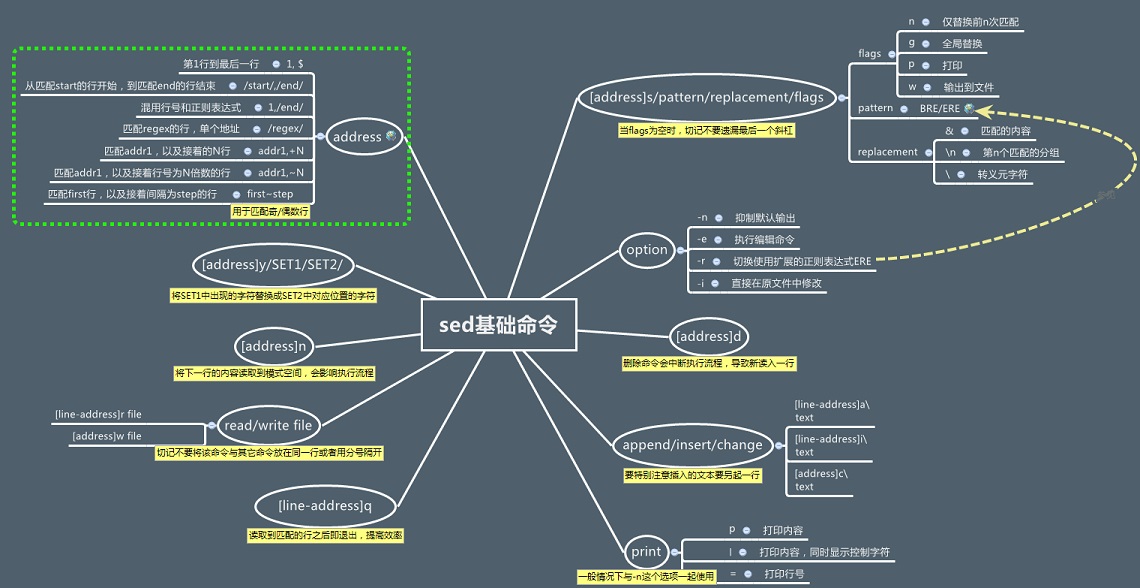 sed基础命令
[address]s/pattern/replacement/flags
当flags为空时，切记不要遗漏最后一个斜杠
flags
n 仅替换前n次匹配
g 全局替换
p 打印
w 输出到文件
pattern BRE/ERE
replacement
& 匹配的内容
\n 第n个匹配的分组
\ 转义元字符
option
-n 抑制默认输出
-e 执行编辑命令
-r 切换使用扩展的正则表达式ERE
-i 直接在原文件中修改
[address]d
删除命令会中断执行流程，导致新读入一行
append/insert/change
要特别注意插入的文本要另起一行
[line-address]a\
text
[line-address]i\
text
[address]c\
text
print
一般情况下与-n这个选项一起使用
p 打印内容
l 打印内容，同时显示控制字符
= 打印行号
address
第1行到最后一行 1, $
从匹配start的行开始，到匹配end的行结束 /start/,/end/
混用行号和正则表达式 1,/end/
匹配regex的行，单个地址 /regex/
匹配addr1，以及接着的N行 addr1,+N
匹配addr1，以及接着行号为N倍数的行 addr1,~N
匹配first行，以及接着间隔为step的行 first~step
用于匹配奇/偶数行
[address]y/SET1/SET2/
将SET1中出现的字符替换成SET2中对应位置的字符
[address]n
将下一行的内容读取到模式空间，会影响执行流程
read/write file
[line-address]r file
[address]w file
切记不要将该命令与其它命令放在同一行或者用分号隔开
[line-address]q
读取到匹配的行之后即退出，提高效率